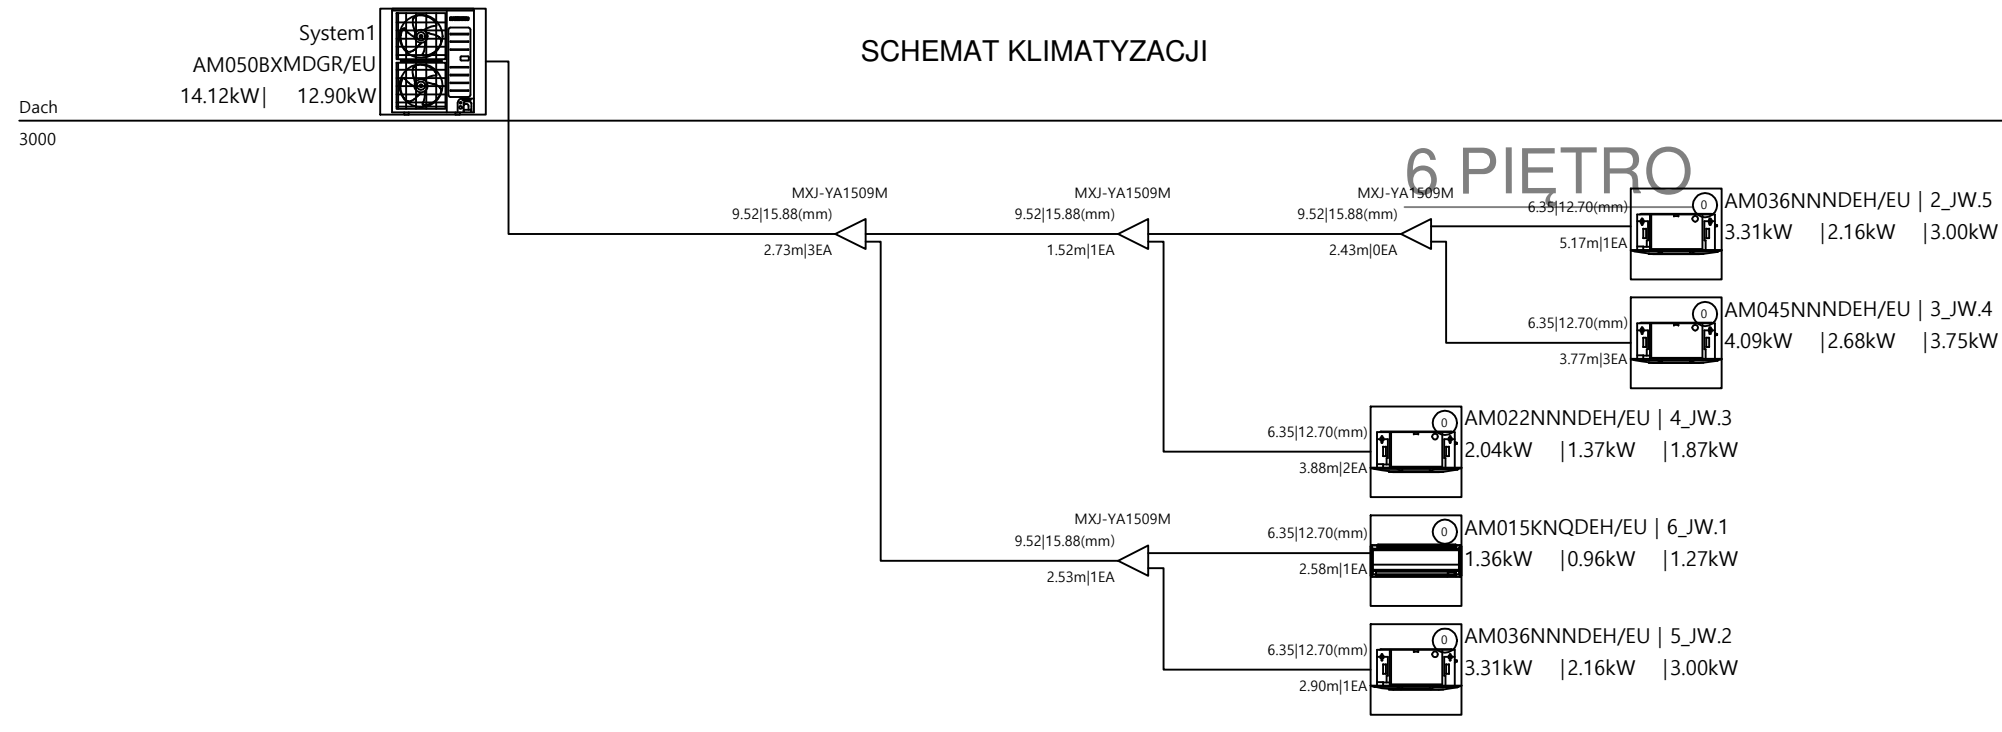 SCHEMAT KLIMATYZACJI
System1
AM050BXMDGR/EU
14.12kW| 12.90kW
Dach
3000
6 PIĘTRO
MXJ-YA1509M
9.52|15.88(mm)
2.73m|3EA
MXJ-YA1509M
9.52|15.88(mm)
1.52m|1EA
MXJ-YA1509M
9.52|15.88(mm)
2.43m|0EA
6.35|12.70(mm)
5.17m|1EA
0
AM036NNNDEH/EU | 2_JW.5
3.31kW |2.16kW |3.00kW
6.35|12.70(mm)
3.77m|3EA
0
AM045NNNDEH/EU | 3_JW.4
4.09kW |2.68kW |3.75kW
6.35|12.70(mm)
3.88m|2EA
0
AM022NNNDEH/EU | 4_JW.3
2.04kW |1.37kW |1.87kW
MXJ-YA1509M
9.52|15.88(mm)
2.53m|1EA
6.35|12.70(mm)
2.58m|1EA
0
AM015KNQDEH/EU | 6_JW.1
1.36kW |0.96kW |1.27kW
6.35|12.70(mm)
2.90m|1EA
0
AM036NNNDEH/EU | 5_JW.2
3.31kW |2.16kW |3.00kW